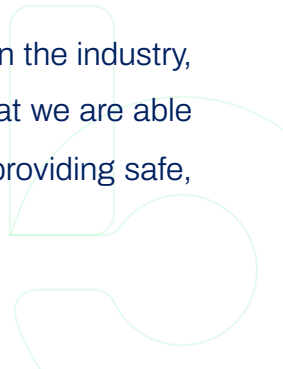 n the industry,
at we are able
providing safe,